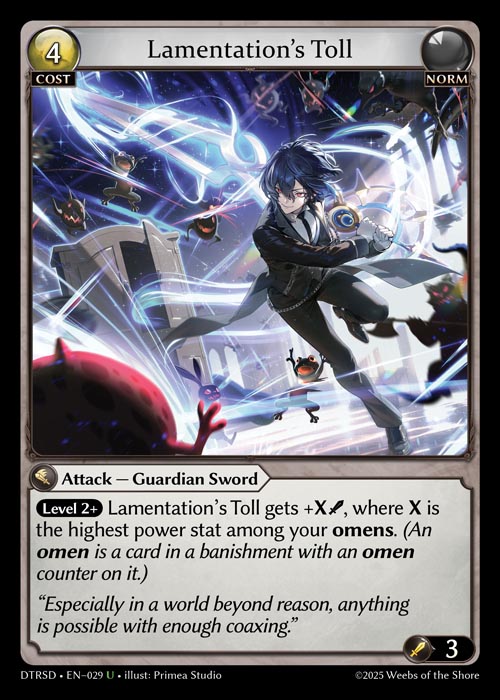 4
COST
Lamentation's Toll
NORM
Attack — Guardian Sword
Level 2+ Lamentation's Toll gets +X, where X is
the highest power stat among your omens. (An
omen is a card in a banishment with an omen
counter on it.)
“Especially in a world beyond reason, anything
is possible with enough coaxing.”
3
DTRSD • EN–029 U • illust: Primea Studio
©2025 Weebs of the Shore